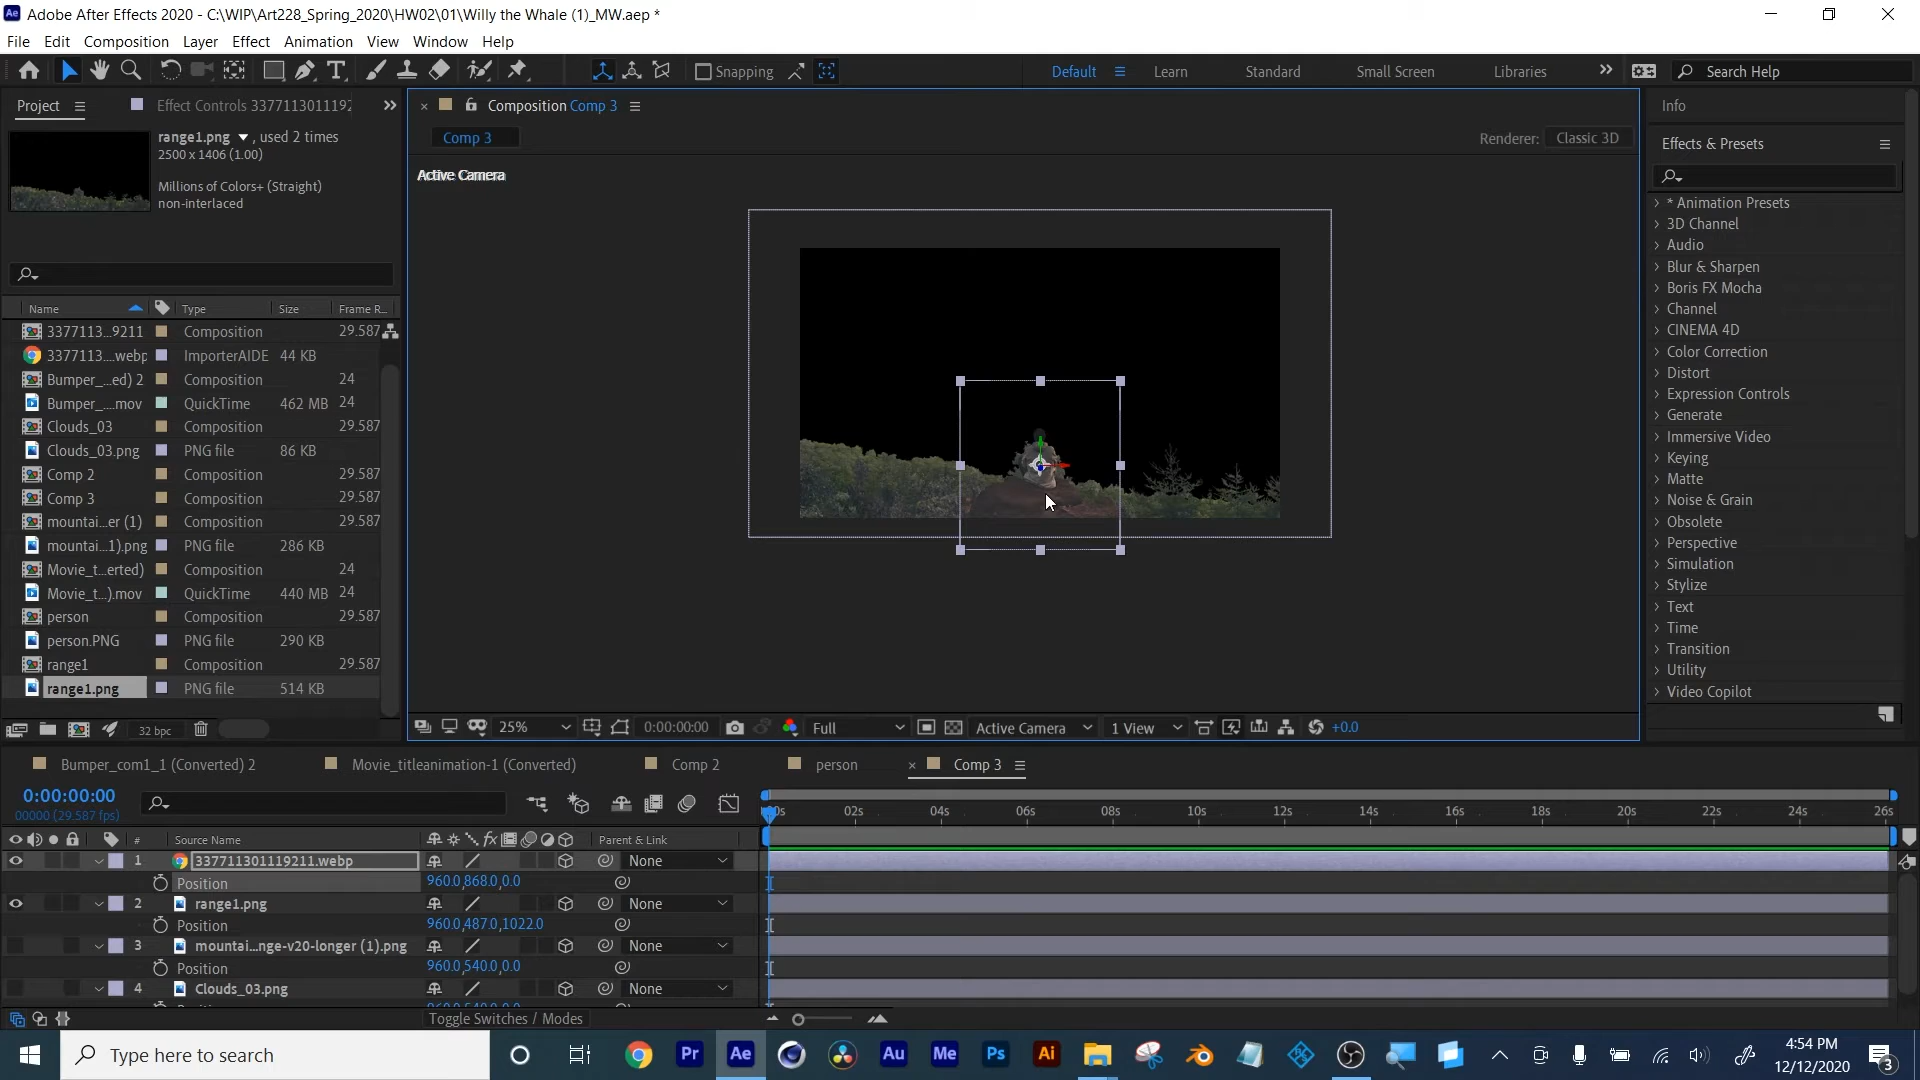 Adobe After Effects 2020 - C:\WIP\Art228_Spring_2020\HW02\01\Willy the Whale (1)_MW.aep *
File Edit Composition Layer Effect Animation View Window Help
Snapping
Default Learn Standard Small Screen Libraries
Search Help
Project
Effect Controls 33771130119
range1.png , used 2 times
2500 x 1406 (1.00)
Millions of Colors+ (Straight)
non-interlaced
Name Type Size Frame R...
3377113...9211 Composition 29.587
3377113....webp ImporterAIDE 44 KB
Bumper_...ed) 2 Composition 24
Bumper_....mov QuickTime 462 MB 24
Clouds_03 Composition 29.587
Clouds_03.png PNG file 86 KB
Comp 2 Composition 29.587
Comp 3 Composition 29.587
mountai...er (1) Composition 29.587
mountai...1).png PNG file 286 KB
Movie_t...erted) Composition 24
Movie_t...).mov QuickTime 440 MB 24
person Composition 29.587
person.PNG PNG file 290 KB
range1 Composition 29.587
range1.png PNG file 514 KB
32 bpc
Composition Comp 3
Comp 3
Renderer: Classic 3D
Active Camera
25% 0:00:00:00 Full Active Camera 1 View +0.0
Info
Effects & Presets
* Animation Presets
3D Channel
Audio
Blur & Sharpen
Boris FX Mocha
Channel
CINEMA 4D
Color Correction
Distort
Expression Controls
Generate
Immersive Video
Keying
Matte
Noise & Grain
Obsolete
Perspective
Simulation
Stylize
Text
Time
Transition
Utility
Video Copilot
Bumper_com1_1 (Converted) 2 Movie_titleanimation-1 (Converted) Comp 2 person Comp 3
0:00:00:00
00000 (29.587 fps)
0s 02s 04s 06s 08s 10s 12s 14s 16s 18s 20s 22s 24s 26s
# Source Name Parent & Link
1 337711301119211.webp None
Position 960.0,868.0,0.0
2 range1.png None
Position 960.0,487.0,1022.0
3 mountai...nge-v20-longer (1).png None
Position 960.0,540.0,0.0
4 Clouds_03.png None
Toggle Switches / Modes
Type here to search
Pr Ae Au Me Ps Ai
4:54 PM
12/12/2020
3